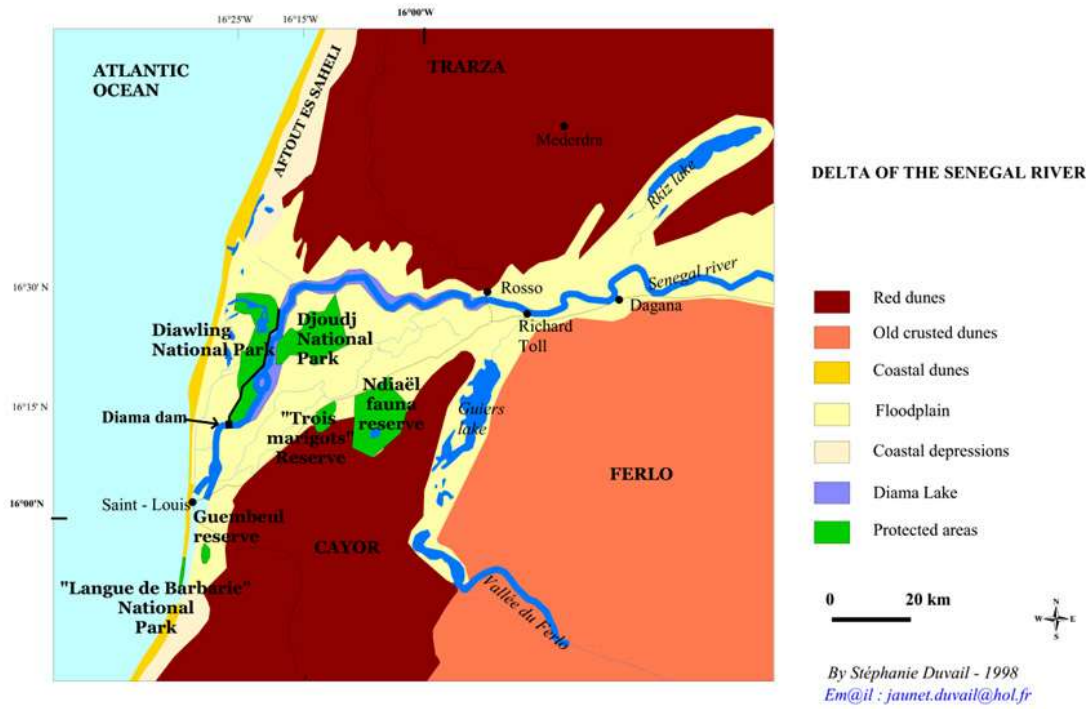 16°25'W
16°15'W
16°00'W
ATLANTIC
OCEAN
AFTOUT ES SAHELI
TRARZA
Mederdra
Rkiz lake
DELTA OF THE SENEGAL RIVER
16°30' N
Rosso
Senegal river
Dagana
Richard
Toll
Diawling
National Park
Djoudj
National
Park
Ndiaël
fauna
reserve
16°15'N
Diama dam
"Trois
marigots"
Reserve
Guiers
lake
FERLO
16°00'N
Saint - Louis
Guembeul
reserve
CAYOR
"Langue de Barbarie"
National
Park
Vallée du Ferlo
Red dunes
Old crusted dunes
Coastal dunes
Floodplain
Coastal depressions
Diama Lake
Protected areas
0 20 km
N
W E
S
By Stéphanie Duvail - 1998
Em@il : jaunet.duvail@hol.fr